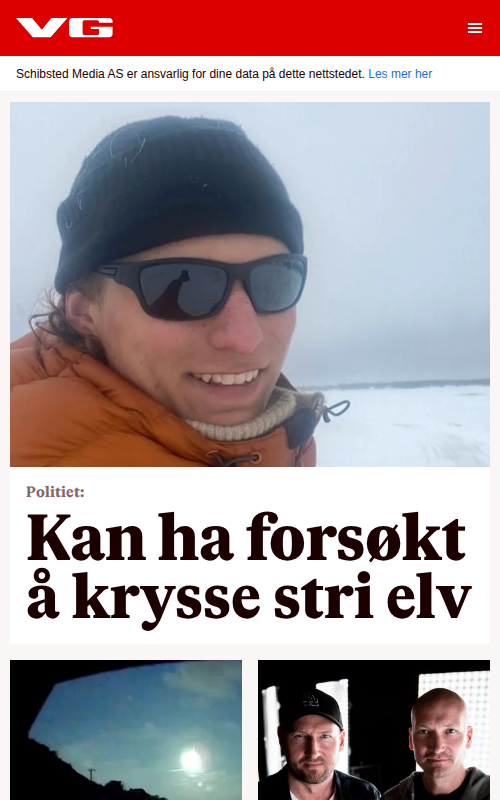 VG
Schibsted Media AS er ansvarlig for dine data på dette nettstedet. Les mer her
Politiet:
Kan ha forsøkt
å krysse stri elv